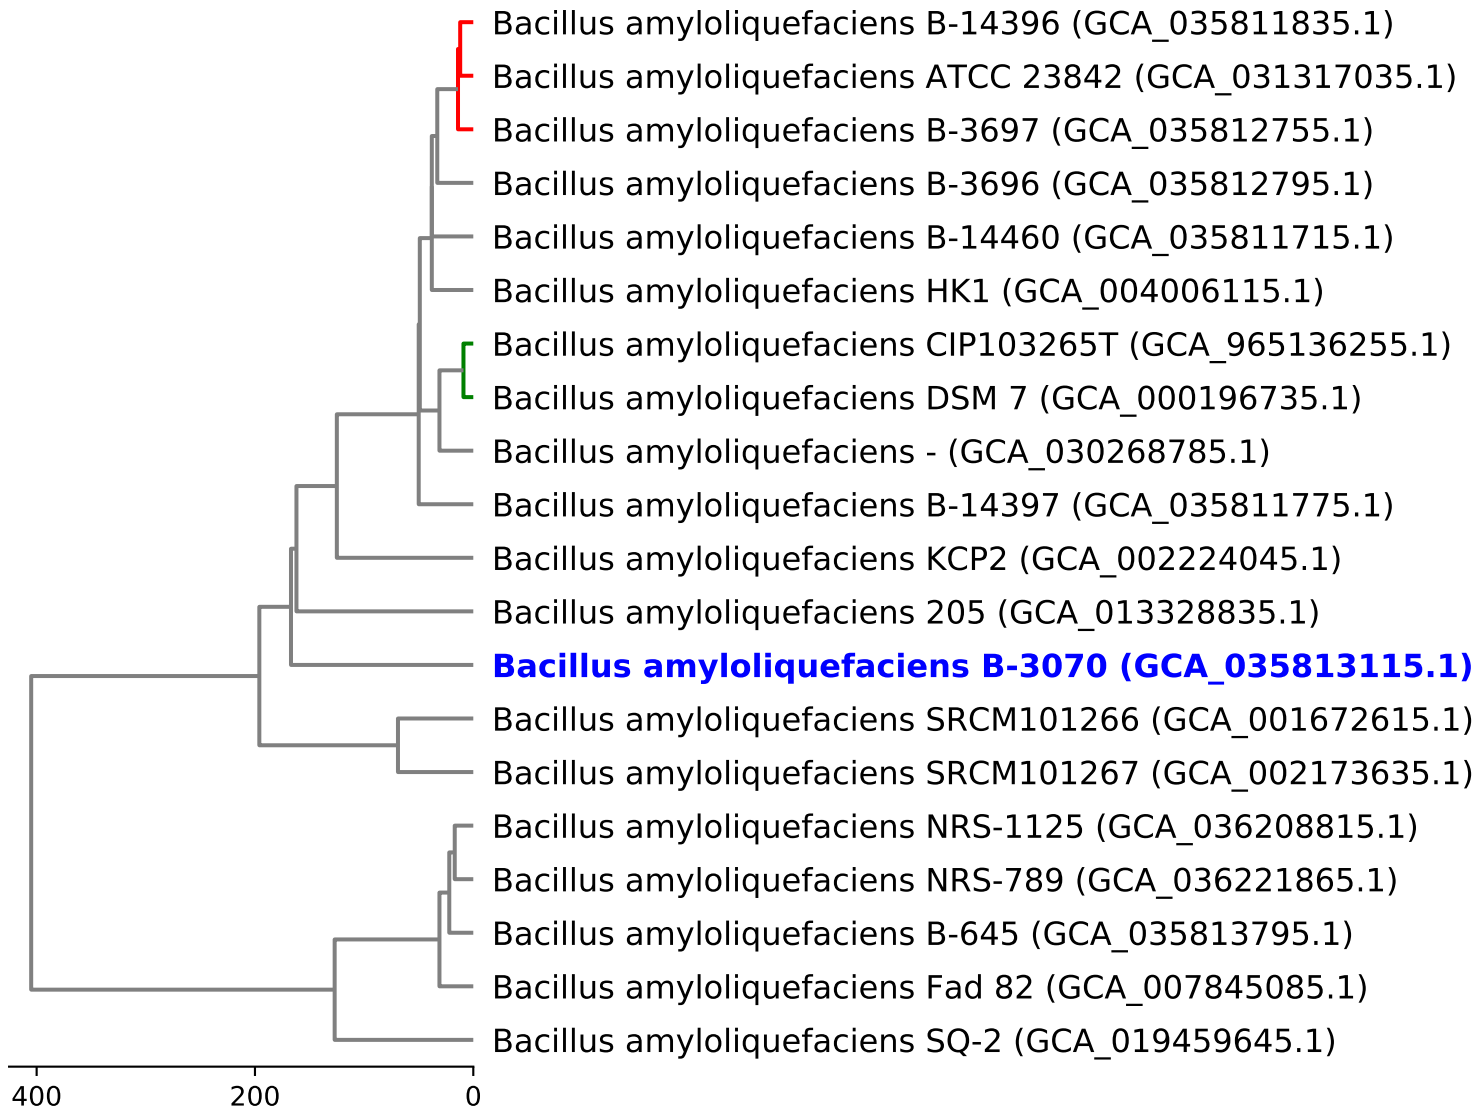 Bacillus amyloliquefaciens B-14396 (GCA_035811835.1)
Bacillus amyloliquefaciens ATCC 23842 (GCA_031317035.1)
Bacillus amyloliquefaciens B-3697 (GCA_035812755.1)
Bacillus amyloliquefaciens B-3696 (GCA_035812795.1)
Bacillus amyloliquefaciens B-14460 (GCA_035811715.1)
Bacillus amyloliquefaciens HK1 (GCA_004006115.1)
Bacillus amyloliquefaciens CIP103265T (GCA_965136255.1)
Bacillus amyloliquefaciens DSM 7 (GCA_000196735.1)
Bacillus amyloliquefaciens - (GCA_030268785.1)
Bacillus amyloliquefaciens B-14397 (GCA_035811775.1)
Bacillus amyloliquefaciens KCP2 (GCA_002224045.1)
Bacillus amyloliquefaciens 205 (GCA_013328835.1)
Bacillus amyloliquefaciens B-3070 (GCA_035813115.1)
Bacillus amyloliquefaciens SRCM101266 (GCA_001672615.1)
Bacillus amyloliquefaciens SRCM101267 (GCA_002173635.1)
Bacillus amyloliquefaciens NRS-1125 (GCA_036208815.1)
Bacillus amyloliquefaciens NRS-789 (GCA_036221865.1)
Bacillus amyloliquefaciens B-645 (GCA_035813795.1)
Bacillus amyloliquefaciens Fad 82 (GCA_007845085.1)
Bacillus amyloliquefaciens SQ-2 (GCA_019459645.1)
400 200 0